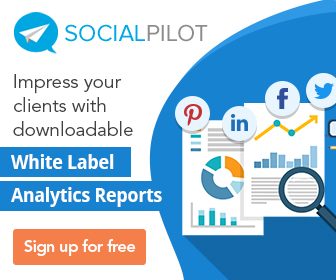 SOCIALPILOT
Impress your
clients with
downloadable
White Label
Analytics Reports
Sign up for free